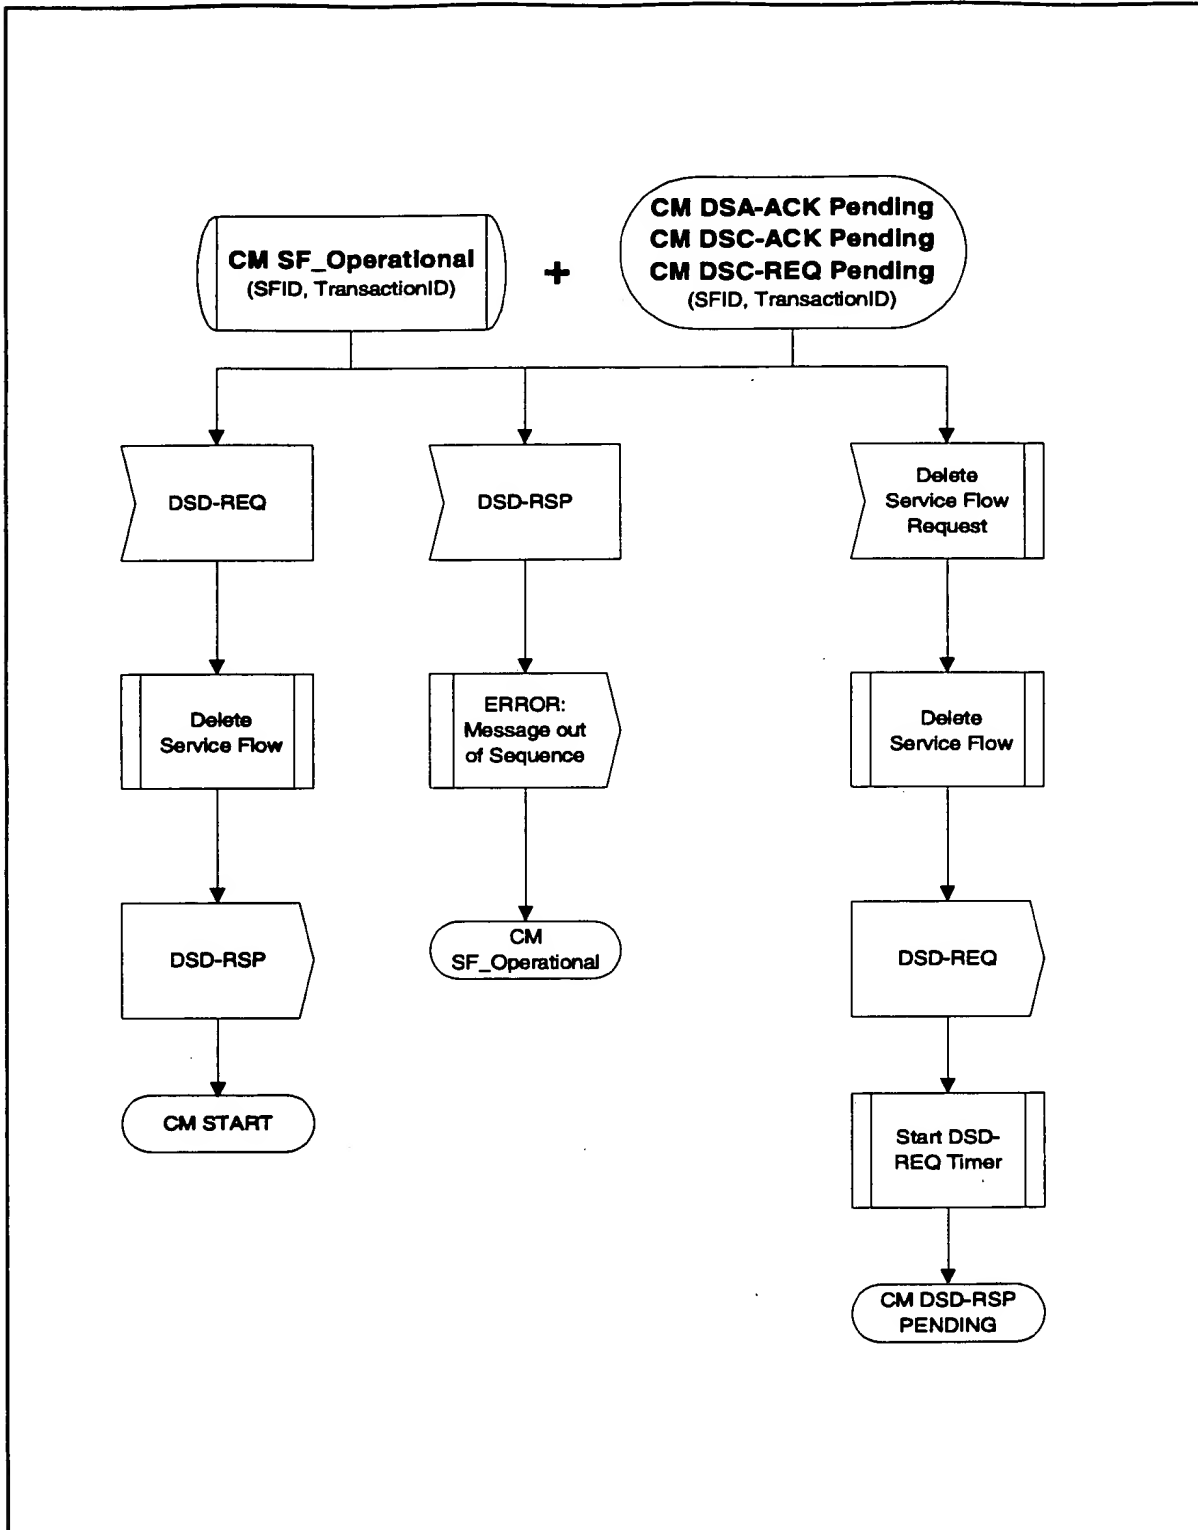 CM SF_Operational
(SFID, TransactionID)
+
CM DSA-ACK Pending
CM DSC-ACK Pending
CM DSC-REQ Pending
(SFID, TransactionID)
DSD-REQ
DSD-RSP
Delete
Service Flow
Request
Delete
Service Flow
ERROR:
Message out
of Sequence
Delete
Service Flow
DSD-RSP
CM
SF_Operational
DSD-REQ
CM START
Start DSD-
REQ Timer
CM DSD-RSP
PENDING